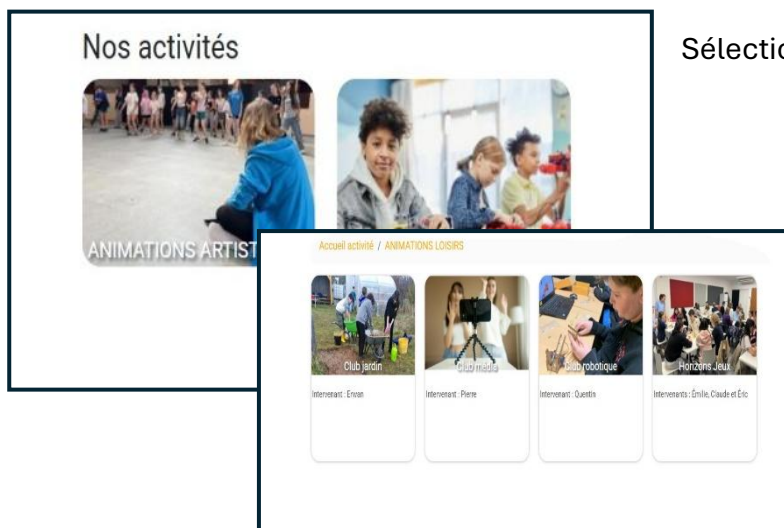 Nos activités
Sélectio
ANIMATIONS ARTIST
Accueil activité / ANIMATIONS LOISIRS
Club jardin
Club média
Club robotique
Horizons Jeux
Intervenant : Erwan
Intervenant : Pierre
Intervenant : Quentin
Intervenants : Émilie, Claude et Éric